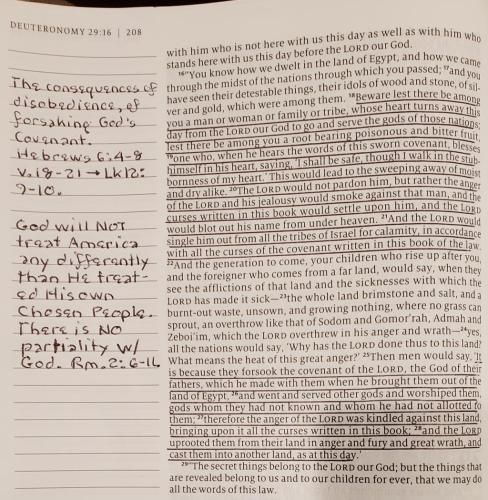 DEUTERONOMY 29:16 | 208
The consequences of
disobedience, of
forsaking God's
Covenant.
Hebrews 6:4-8
V. 18-21 → Lk 12:
9-10.
God will Not
treat America
any differently
than He treat-
ed His own
Chosen People.
There is No
partiality w/
God. Rm. 2:6-11
with him who is not here with us this day as well as with him who
stands here with us this day before the LORD our God.
16"You know how we dwelt in the land of Egypt, and how we came
through the midst of the nations through which you passed; 17and you
have seen their detestable things, their idols of wood and stone, of sil-
ver and gold, which were among them. 18Beware lest there be among
you a man or woman or family or tribe, whose heart turns away this
day from the LORD our God to go and serve the gods of those nations;
lest there be among you a root bearing poisonous and bitter fruit,
19one who, when he hears the words of this sworn covenant, blesses
himself in his heart, saying, 'I shall be safe, though I walk in the stub-
bornness of my heart.' This would lead to the sweeping away of moist
and dry alike. 20The LORD would not pardon him, but rather the anger
of the LORD and his jealousy would smoke against that man, and the
curses written in this book would settle upon him, and the LORD
would blot out his name from under heaven. 21And the LORD would
single him out from all the tribes of Israel for calamity, in accordance
with all the curses of the covenant written in this book of the law.
22And the generation to come, your children who rise up after you,
and the foreigner who comes from a far land, would say, when they
see the afflictions of that land and the sicknesses with which the
LORD has made it sick—23the whole land brimstone and salt, and a
burnt-out waste, unsown, and growing nothing, where no grass can
sprout, an overthrow like that of Sodom and Gomor'rah, Admah and
Zeboi'im, which the LORD overthrew in his anger and wrath—24yes,
all the nations would say, 'Why has the LORD done thus to this land?
What means the heat of this great anger?' 25Then men would say, 'It
is because they forsook the covenant of the LORD, the God of their
fathers, which he made with them when he brought them out of the
land of Egypt, 26and went and served other gods and worshiped them,
gods whom they had not known and whom he had not allotted to
them; 27therefore the anger of the LORD was kindled against this land,
bringing upon it all the curses written in this book; 28and the LORD
uprooted them from their land in anger and fury and great wrath, and
cast them into another land, as at this day.'
29"The secret things belong to the LORD our God; but the things that
are revealed belong to us and to our children for ever, that we may do
all the words of this law.